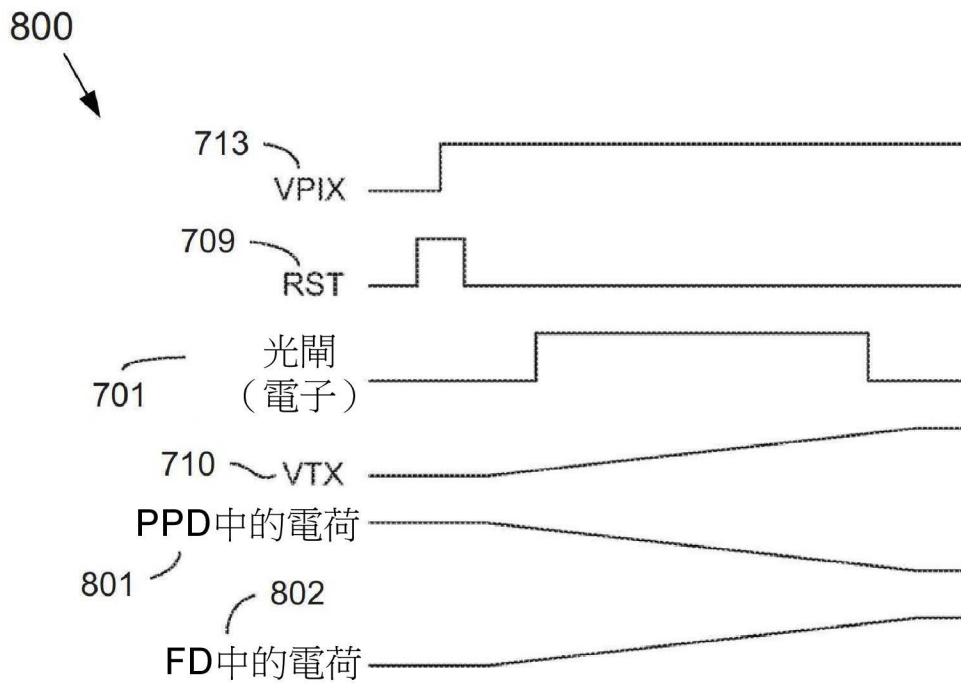 800
713
VPIX
709
RST
光閘
701
（電子）
710
VTX
PPD中的電荷
801
802
FD中的電荷